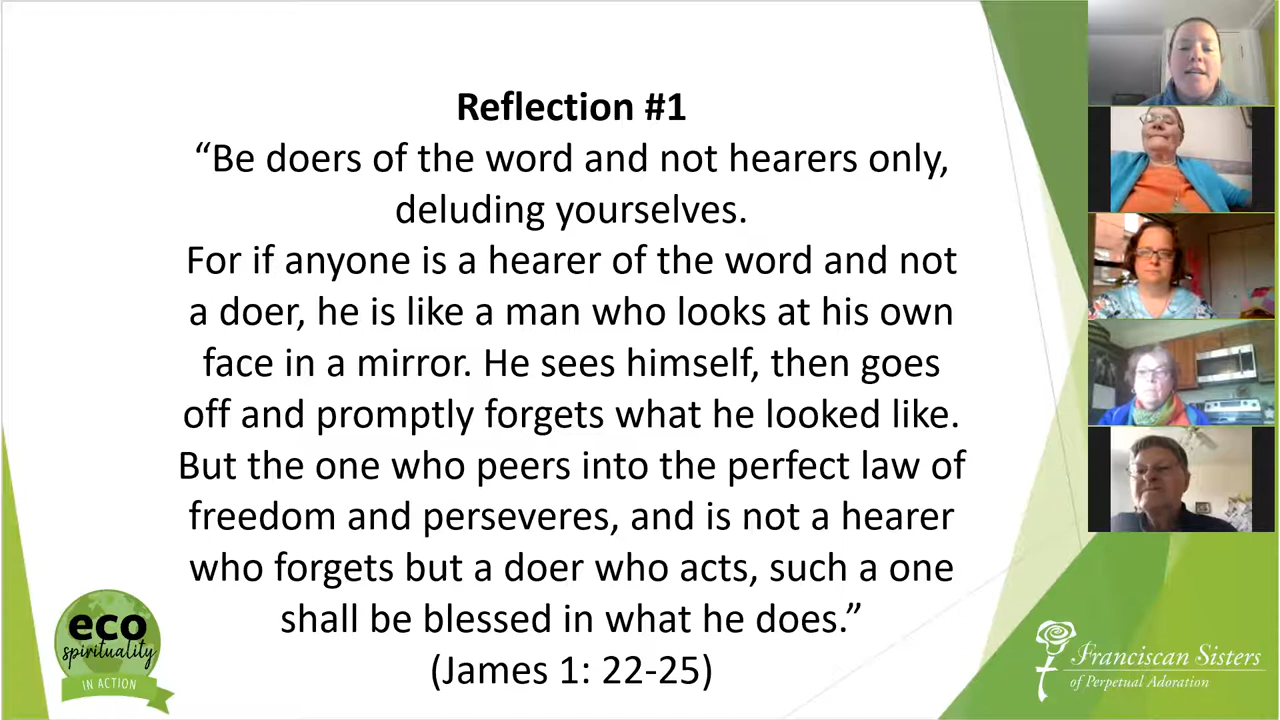 Reflection #1
“Be doers of the word and not hearers only,
deluding yourselves.
For if anyone is a hearer of the word and not
a doer, he is like a man who looks at his own
face in a mirror. He sees himself, then goes
off and promptly forgets what he looked like.
But the one who peers into the perfect law of
freedom and perseveres, and is not a hearer
who forgets but a doer who acts, such a one
shall be blessed in what he does.”
(James 1: 22-25)
eco
spirituality
IN ACTION
Franciscan Sisters
of Perpetual Adoration